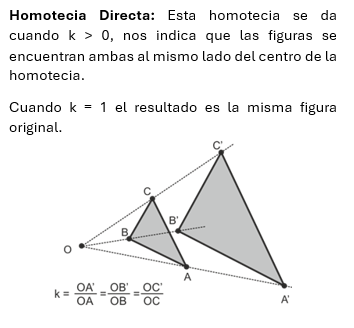 Homotecia Directa: Esta homotecia se da
cuando k > 0, nos indica que las figuras se
encuentran ambas al mismo lado del centro de la
homotecia.
Cuando k = 1 el resultado es la misma figura
original.
C'
C
B'
B
O
A
A'
k = OA'/OA = OB'/OB = OC'/OC